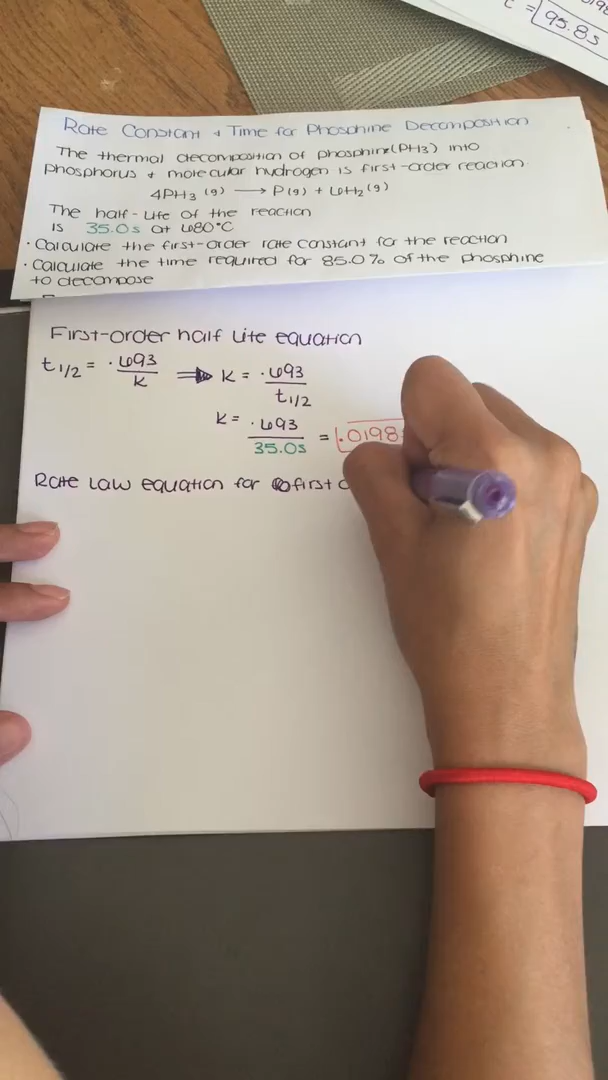 = 95.8s
Rate Constant & Time for Phosphine Decomposition
The thermal decomposition of phosphine(PH3) into
phosphorus & molecular hydrogen is first-order reaction
4PH3 (g) → P(g) + 6H2(g)
The half-life of the reaction
is 35.0s at 680°C
• Calculate the first-order rate constant for the reaction
• Calculate the time required for 85.0% of the phosphine
to decompose
First-order half life equation
t1/2 = .693/k ⇒ k = .693/t1/2
k = .693/35.0s = .0198
Rate law equation for first